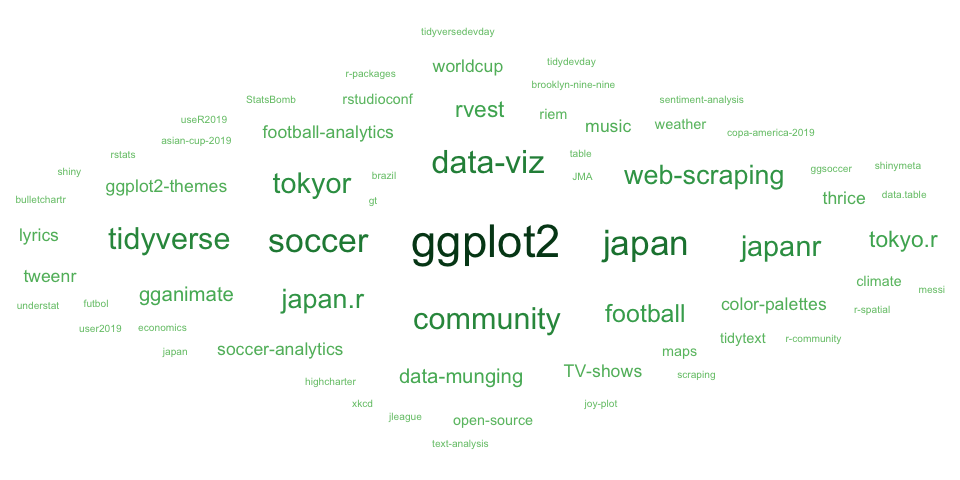 tidyversedevday
worldcup
tidydevday
r-packages
brooklyn-nine-nine
StatsBomb
rstudioconf
rvest
riem
sentiment-analysis
useR2019
football-analytics
music
weather
copa-america-2019
asian-cup-2019
rstats
data-viz
table
shiny
ggplot2-themes
tokyor
brazil
JMA
web-scraping
ggsoccer
shinymeta
bulletchartr
gt
thrice
data.table
lyrics
tidyverse
soccer
ggplot2
japan
japanr
tokyo.r
tweenr
gganimate
japan.r
climate
messi
understat
futbol
community
football
color-palettes
r-spatial
user2019
economics
tidytext
r-community
japan
soccer-analytics
maps
highcharter
data-munging
TV-shows
scraping
xkcd
jleague
open-source
joy-plot
text-analysis